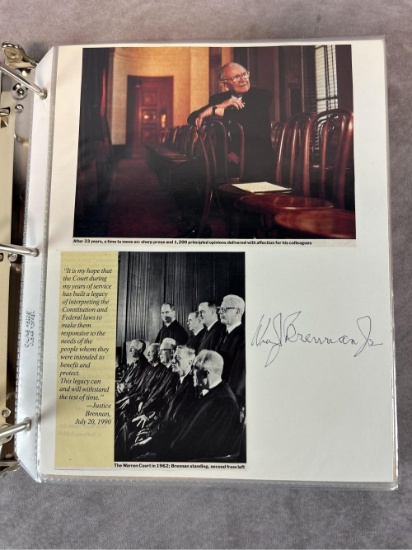 After 33 years, a time to move on: sharp prose and 1,200 principled opinions delivered with affection for his colleagues
"It is my hope that
the Court during
my years of service
has built a legacy
of interpreting the
Constitution and
Federal laws to
make them
responsive to the
needs of the
people whom they
were intended to
benefit and
protect.
This legacy can
and will withstand
the test of time."
—Justice
Brennan,
July 20, 1990
Wm J Brennan Jr
The Warren Court in 1962; Brennan standing, second from left